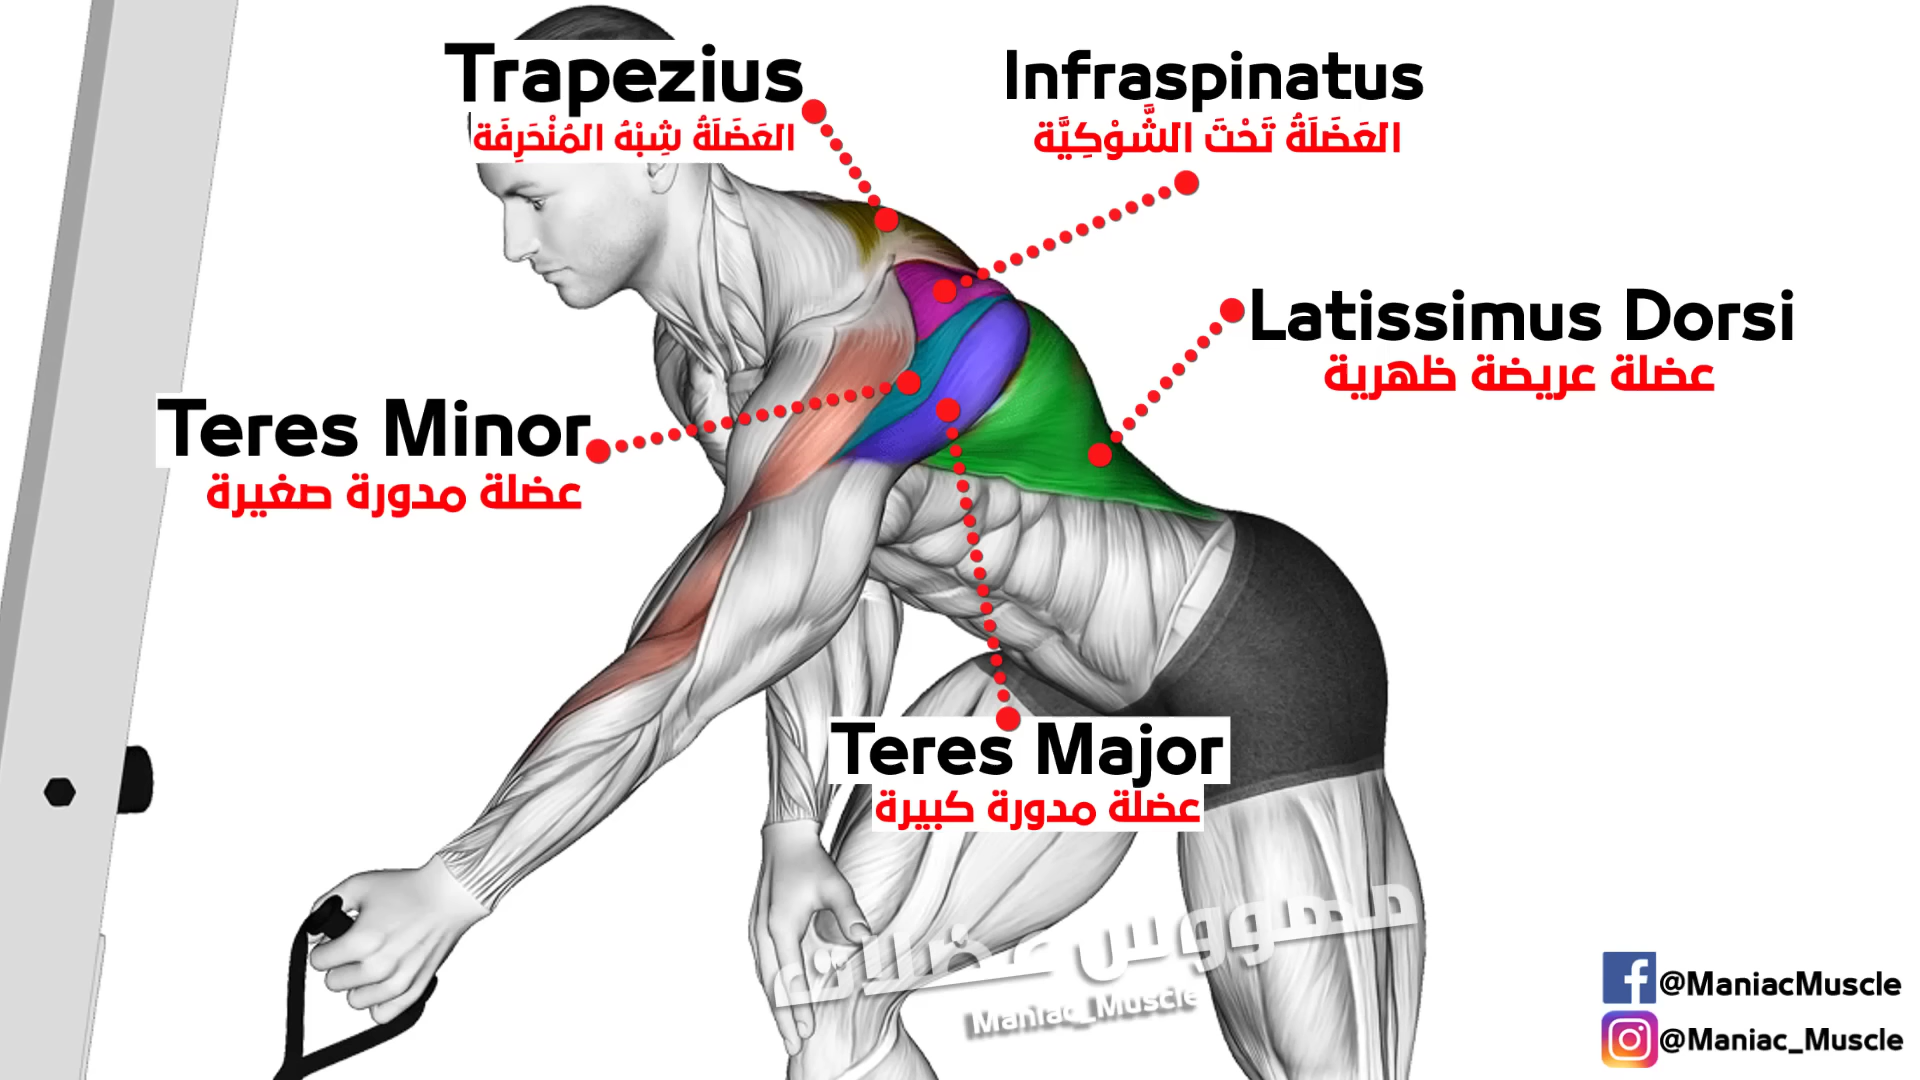 Trapezius
العَضَلَةُ شِبْهُ المُنْحَرِفَة
Infraspinatus
العَضَلَةُ تَحْتَ الشَّوْكِيَّة
Latissimus Dorsi
عضلة عريضة ظهرية
Teres Minor
عضلة مدورة صغيرة
Teres Major
عضلة مدورة كبيرة
مهووس عضلات
Maniac_Muscle
@ManiacMuscle
@Maniac_Muscle